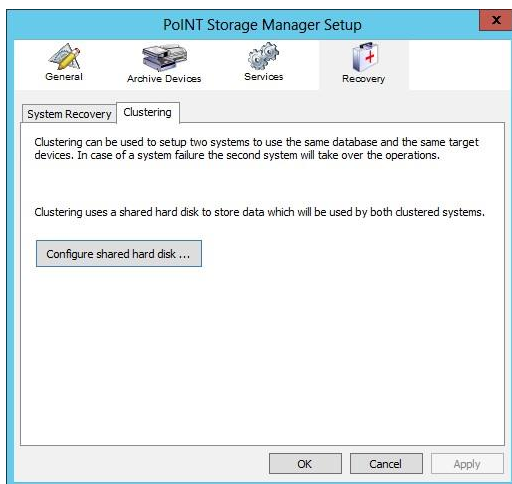 PoINT Storage Manager Setup
x
General
Archive Devices
Services
Recovery
System Recovery
Clustering
Clustering can be used to setup two systems to use the same database and the same target
devices. In case of a system failure the second system will take over the operations.
Clustering uses a shared hard disk to store data which will be used by both clustered systems.
Configure shared hard disk ...
OK
Cancel
Apply